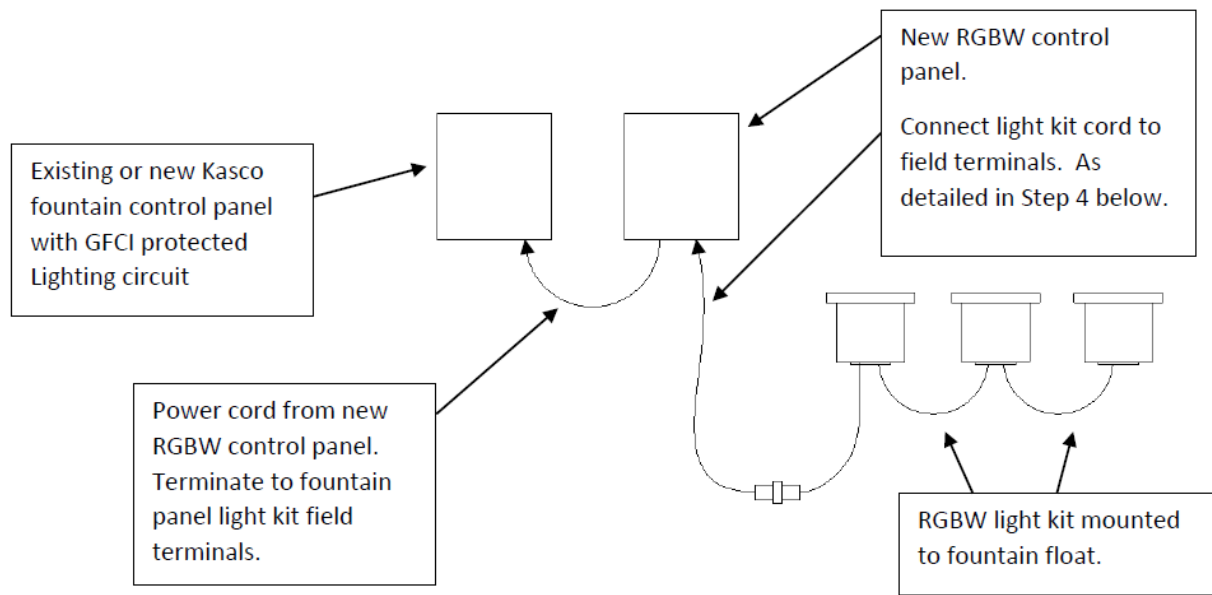 New RGBW control
panel.
Connect light kit cord to
field terminals.  As
detailed in Step 4 below.
Existing or new Kasco
fountain control panel
with GFCI protected
Lighting circuit
Power cord from new
RGBW control panel.
Terminate to fountain
panel light kit field
terminals.
RGBW light kit mounted
to fountain float.